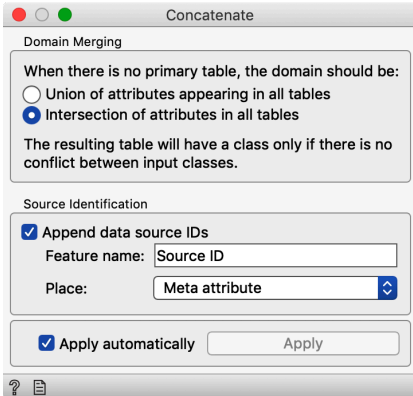 Concatenate
Domain Merging
When there is no primary table, the domain should be:
Union of attributes appearing in all tables
Intersection of attributes in all tables
The resulting table will have a class only if there is no
conflict between input classes.
Source Identification
Append data source IDs
Feature name: Source ID
Place: Meta attribute
Apply automatically Apply
?